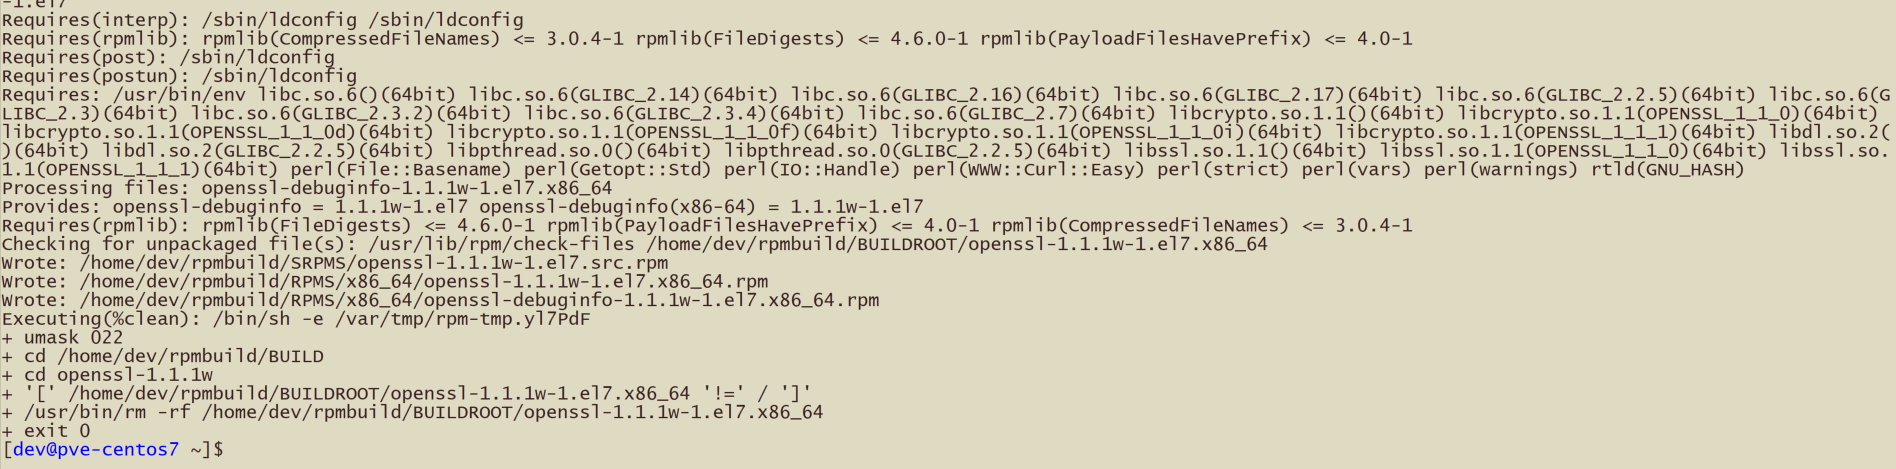 -1.el7
Requires(interp): /sbin/ldconfig /sbin/ldconfig
Requires(rpmlib): rpmlib(CompressedFileNames) <= 3.0.4-1 rpmlib(FileDigests) <= 4.6.0-1 rpmlib(PayloadFilesHavePrefix) <= 4.0-1
Requires(post): /sbin/ldconfig
Requires(postun): /sbin/ldconfig
Requires: /usr/bin/env libc.so.6()(64bit) libc.so.6(GLIBC_2.14)(64bit) libc.so.6(GLIBC_2.16)(64bit) libc.so.6(GLIBC_2.17)(64bit) libc.so.6(GLIBC_2.2.5)(64bit) libc.so.6(G
LIBC_2.3)(64bit) libc.so.6(GLIBC_2.3.2)(64bit) libc.so.6(GLIBC_2.3.4)(64bit) libc.so.6(GLIBC_2.7)(64bit) libcrypto.so.1.1()(64bit) libcrypto.so.1.1(OPENSSL_1_1_0)(64bit)
libcrypto.so.1.1(OPENSSL_1_1_0d)(64bit) libcrypto.so.1.1(OPENSSL_1_1_0f)(64bit) libcrypto.so.1.1(OPENSSL_1_1_0i)(64bit) libcrypto.so.1.1(OPENSSL_1_1_1)(64bit) libdl.so.2(
)(64bit) libdl.so.2(GLIBC_2.2.5)(64bit) libpthread.so.0()(64bit) libpthread.so.0(GLIBC_2.2.5)(64bit) libssl.so.1.1()(64bit) libssl.so.1.1(OPENSSL_1_1_0)(64bit) libssl.so.
1.1(OPENSSL_1_1_1)(64bit) perl(File::Basename) perl(Getopt::Std) perl(IO::Handle) perl(WWW::Curl::Easy) perl(strict) perl(vars) perl(warnings) rtld(GNU_HASH)
Processing files: openssl-debuginfo-1.1.1w-1.el7.x86_64
Provides: openssl-debuginfo = 1.1.1w-1.el7 openssl-debuginfo(x86-64) = 1.1.1w-1.el7
Requires(rpmlib): rpmlib(FileDigests) <= 4.6.0-1 rpmlib(PayloadFilesHavePrefix) <= 4.0-1 rpmlib(CompressedFileNames) <= 3.0.4-1
Checking for unpackaged file(s): /usr/lib/rpm/check-files /home/dev/rpmbuild/BUILDROOT/openssl-1.1.1w-1.el7.x86_64
Wrote: /home/dev/rpmbuild/SRPMS/openssl-1.1.1w-1.el7.src.rpm
Wrote: /home/dev/rpmbuild/RPMS/x86_64/openssl-1.1.1w-1.el7.x86_64.rpm
Wrote: /home/dev/rpmbuild/RPMS/x86_64/openssl-debuginfo-1.1.1w-1.el7.x86_64.rpm
Executing(%clean): /bin/sh -e /var/tmp/rpm-tmp.yl7PdF
+ umask 022
+ cd /home/dev/rpmbuild/BUILD
+ cd openssl-1.1.1w
+ '[' /home/dev/rpmbuild/BUILDROOT/openssl-1.1.1w-1.el7.x86_64 '!=' / ']'
+ /usr/bin/rm -rf /home/dev/rpmbuild/BUILDROOT/openssl-1.1.1w-1.el7.x86_64
+ exit 0
[dev@pve-centos7 ~]$